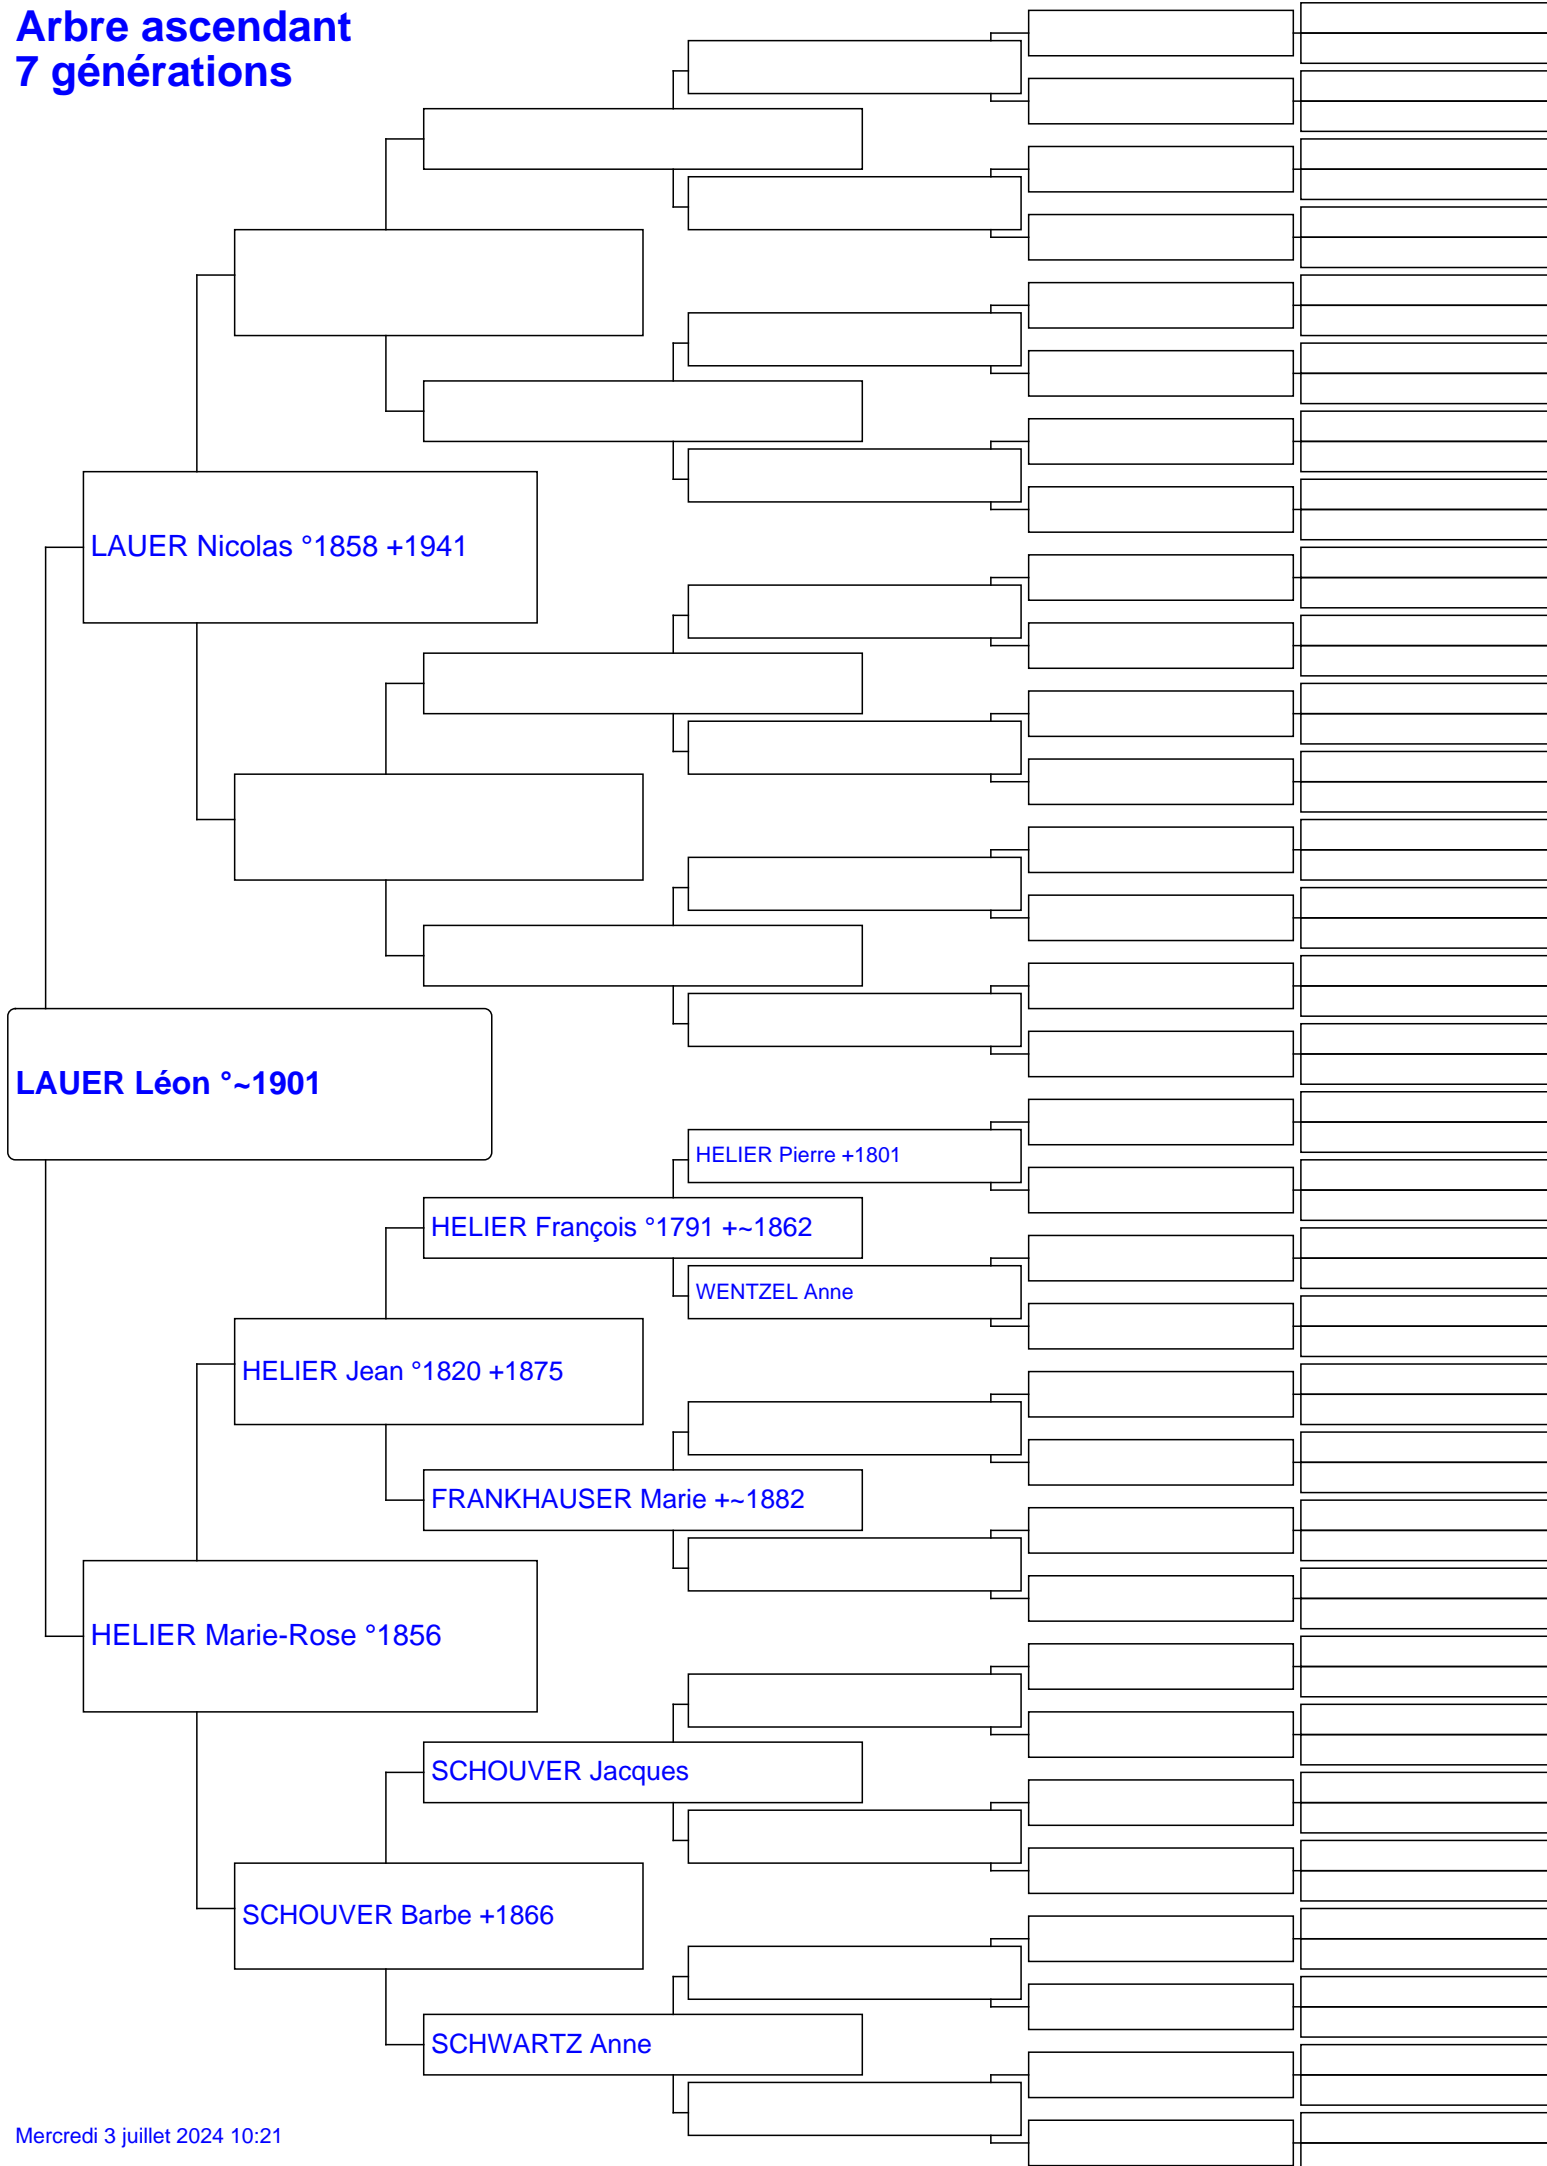 Arbre ascendant
7 générations
LAUER Nicolas °1858 +1941
LAUER Léon °~1901
HELIER Pierre +1801
HELIER François °1791 +~1862
WENTZEL Anne
HELIER Jean °1820 +1875
FRANKHAUSER Marie +~1882
HELIER Marie-Rose °1856
SCHOUVER Jacques
SCHOUVER Barbe +1866
SCHWARTZ Anne
Mercredi 3 juillet 2024 10:21